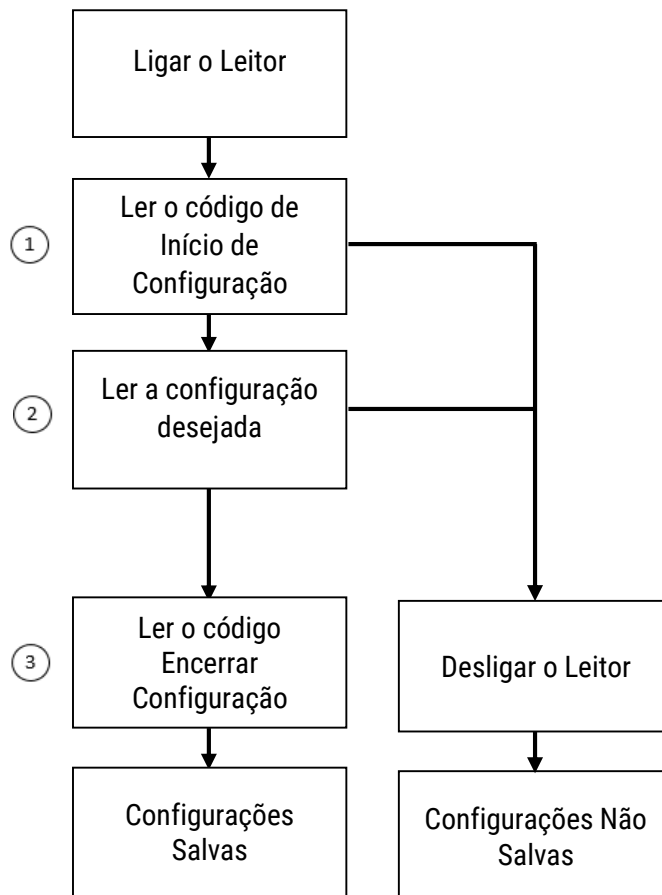 Ligar o Leitor
1
Ler o código de
Início de
Configuração
2
Ler a configuração
desejada
3
Ler o código
Encerrar
Configuração
Desligar o Leitor
Configurações
Salvas
Configurações Não
Salvas